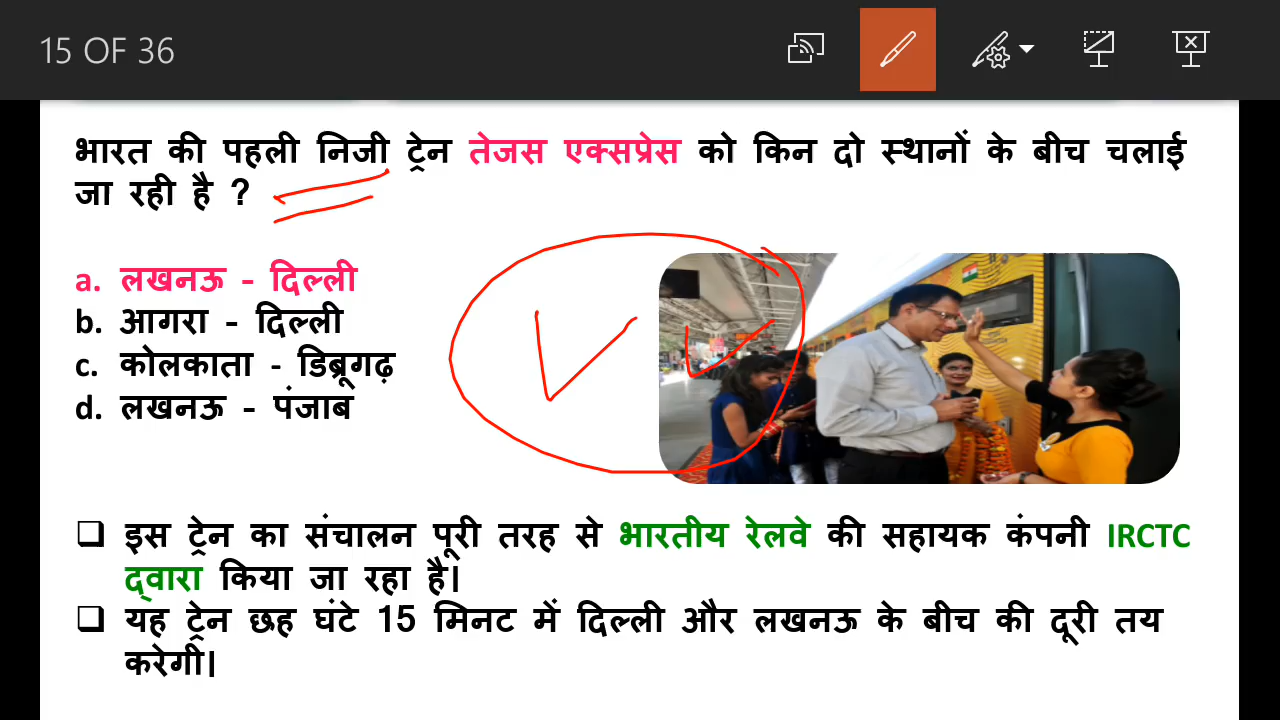 15 OF 36
भारत की पहली निजी ट्रेन तेजस एक्सप्रेस को किन दो स्थानों के बीच चलाई
जा रही है ?
a. लखनऊ - दिल्ली
b. आगरा - दिल्ली
c. कोलकाता - डिब्रूगढ़
d. लखनऊ - पंजाब
इस ट्रेन का संचालन पूरी तरह से भारतीय रेलवे की सहायक कंपनी IRCTC
द्वारा किया जा रहा है।
यह ट्रेन छह घंटे 15 मिनट में दिल्ली और लखनऊ के बीच की दूरी तय
करेगी।